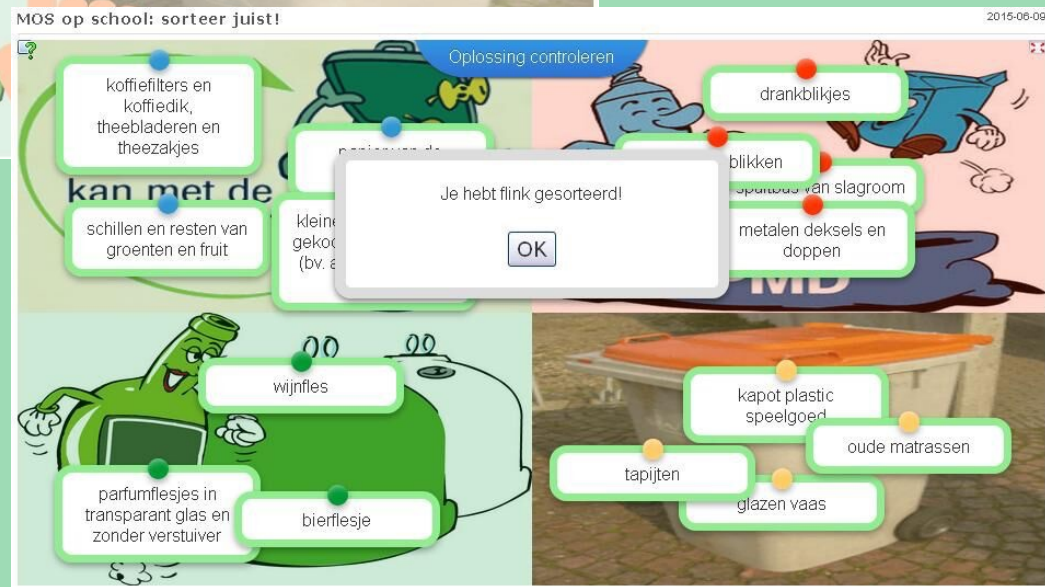 MOS op school: sorteer juist!
2015-06-09
Oplossing controleren
koffiefilters en
koffiedik,
theebladeren en
theezakjes
kan met de
schillen en resten van
groenten en fruit
drankblikjes
blikken
spuitbus van slagroom
metalen deksels en
doppen
PMD
Je hebt flink gesorteerd!
OK
wijnfles
parfumflesjes in
transparant glas en
zonder verstuiver
bierflesje
kapot plastic
speelgoed
oude matrassen
tapijten
glazen vaas